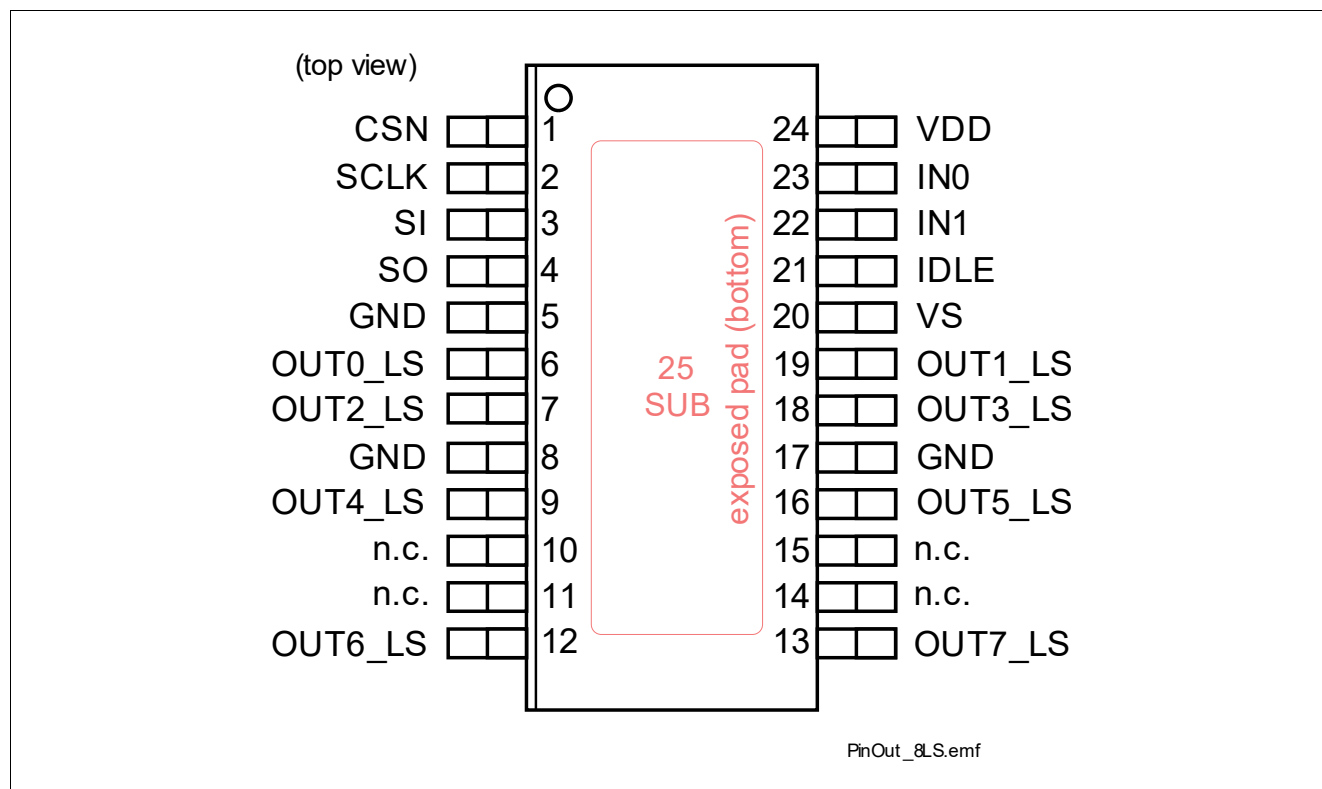 (top view)
CSN 1 24 VDD
SCLK 2 23 IN0
SI 3 22 IN1
SO 4 21 IDLE
GND 5 20 VS
OUT0_LS 6 19 OUT1_LS
OUT2_LS 7 18 OUT3_LS
GND 8 17 GND
OUT4_LS 9 16 OUT5_LS
n.c. 10 15 n.c.
n.c. 11 14 n.c.
OUT6_LS 12 13 OUT7_LS
25
SUB
exposed pad (bottom)
PinOut_8LS.emf